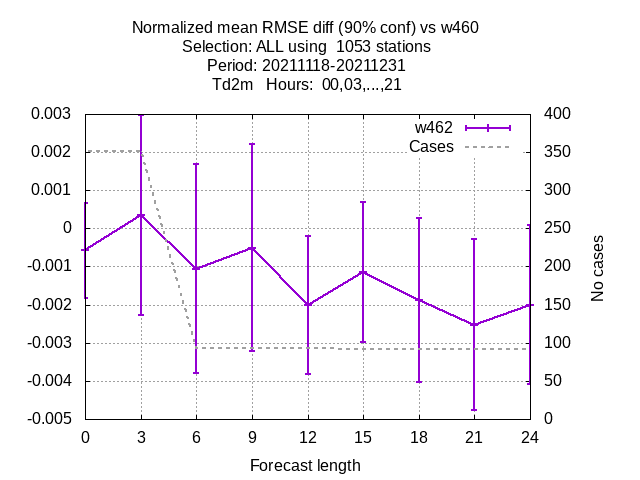 Normalized mean RMSE diff (90% conf) vs w460
Selection: ALL using  1053 stations
Period: 20211118-20211231
Td2m   Hours:  00,03,...,21
w462
Cases
0.003
0.002
0.001
0
-0.001
-0.002
-0.003
-0.004
-0.005
400
350
300
250
200
150
100
50
0
No cases
0 3 6 9 12 15 18 21 24
Forecast length